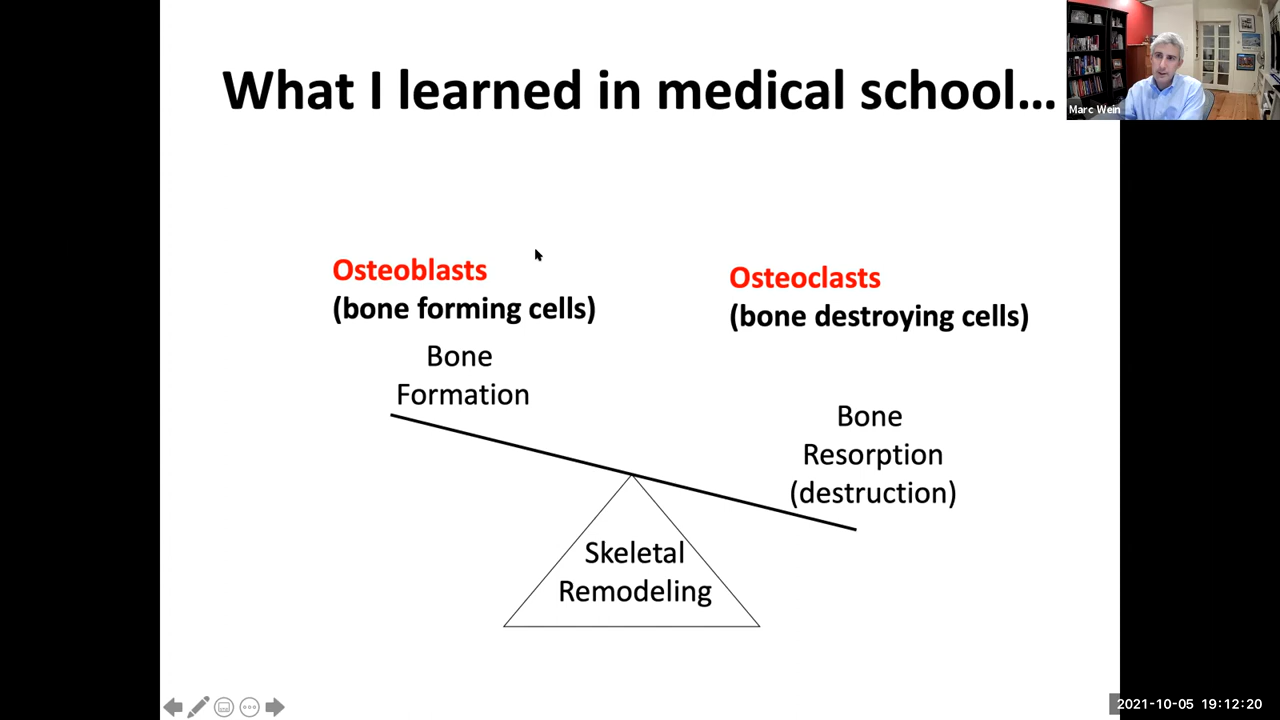 What I learned in medical school...
Marc Wein
Osteoblasts
(bone forming cells)
Bone
Formation
Osteoclasts
(bone destroying cells)
Bone
Resorption
(destruction)
Skeletal
Remodeling
2021-10-05 19:12:20